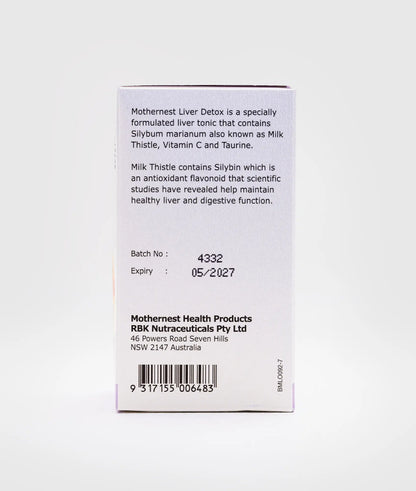 Mothernest Liver Detox is a specially
formulated liver tonic that contains
Silybum marianum also known as Milk
Thistle, Vitamin C and Taurine.
Milk Thistle contains Silybin which is
an antioxidant flavonoid that scientific
studies have revealed help maintain
healthy liver and digestive function.
Batch No : 4332
Expiry : 05/2027
Mothernest Health Products
RBK Nutraceuticals Pty Ltd
46 Powers Road Seven Hills
NSW 2147 Australia
9 317155 006483
BML0092-7